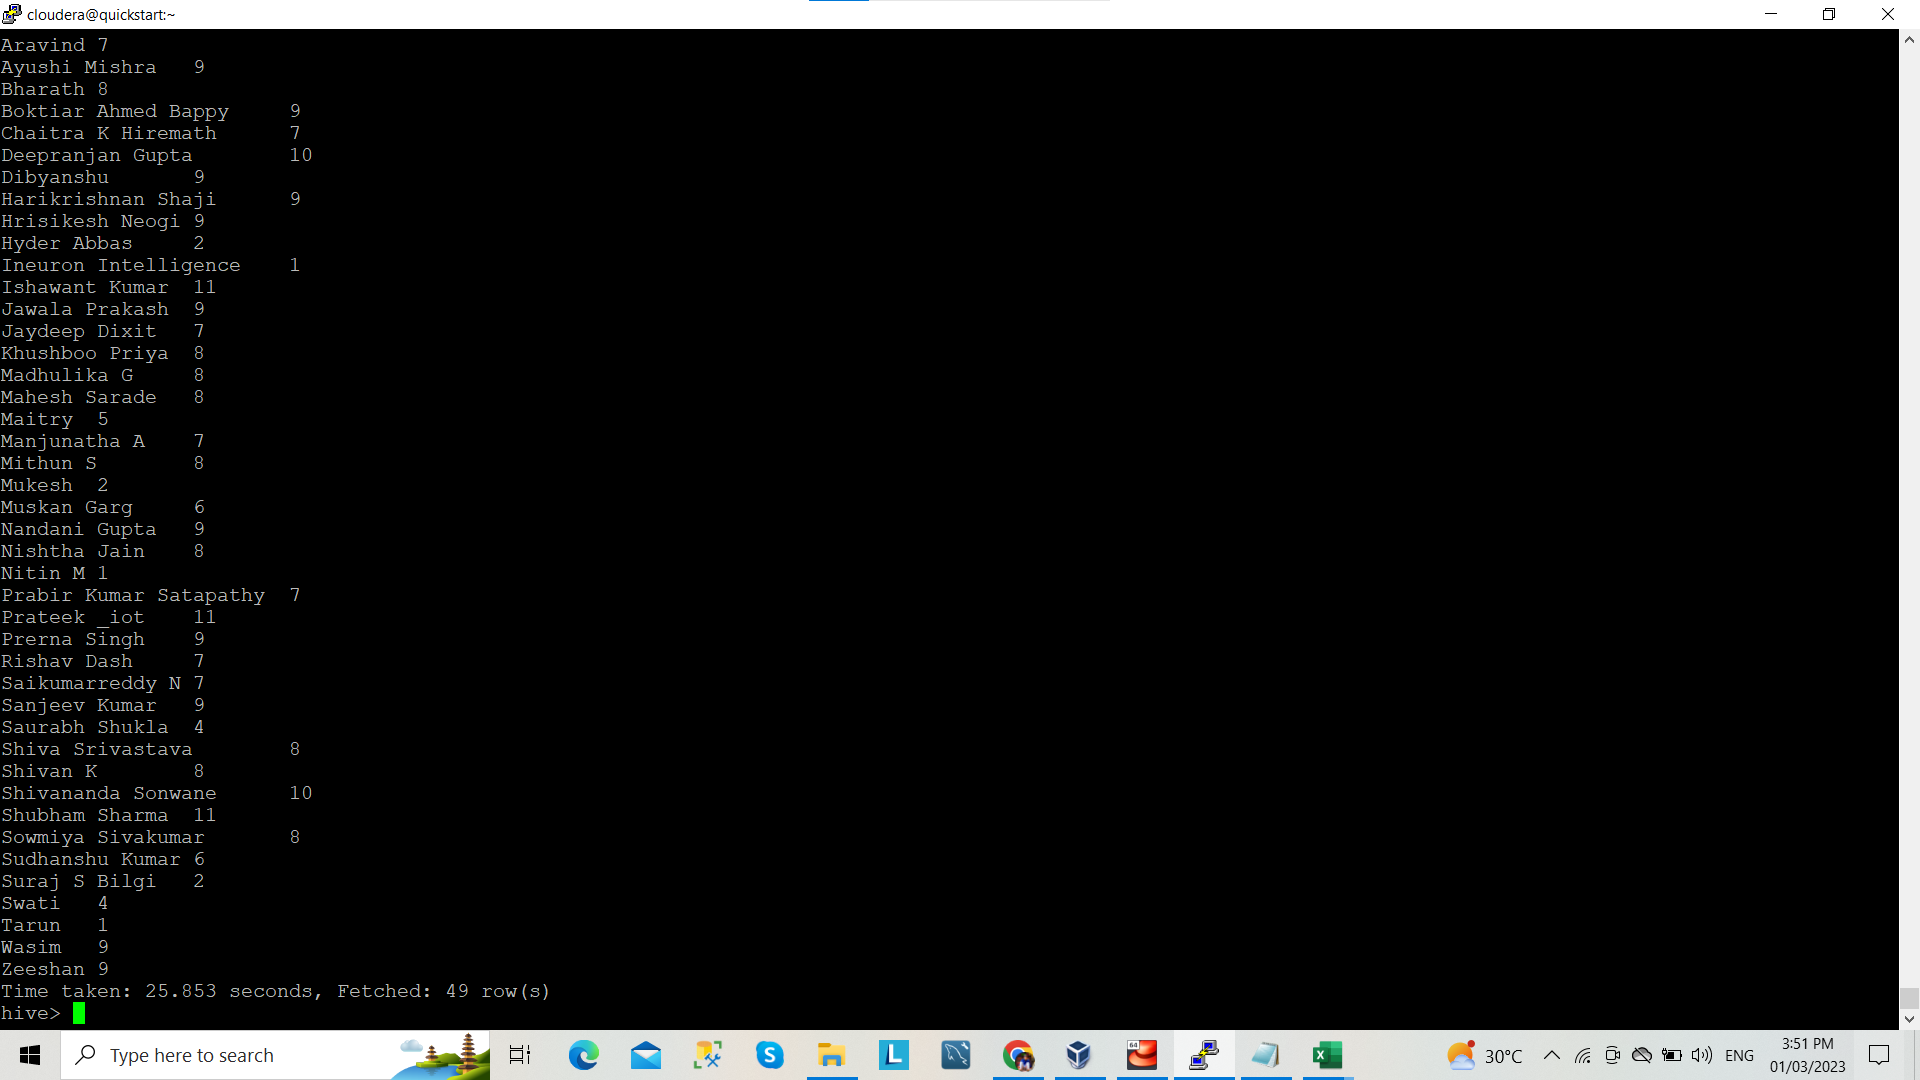 cloudera@quickstart:~
Aravind 7
Ayushi Mishra 9
Bharath 8
Boktiar Ahmed Bappy 9
Chaitra K Hiremath 7
Deepranjan Gupta 10
Dibyanshu 9
Harikrishnan Shaji 9
Hrisikesh Neogi 9
Hyder Abbas 2
Ineuron Intelligence 1
Ishawant Kumar 11
Jawala Prakash 9
Jaydeep Dixit 7
Khushboo Priya 8
Madhulika G 8
Mahesh Sarade 8
Maitry 5
Manjunatha A 7
Mithun S 8
Mukesh 2
Muskan Garg 6
Nandani Gupta 9
Nishtha Jain 8
Nitin M 1
Prabir Kumar Satapathy 7
Prateek _iot 11
Prerna Singh 9
Rishav Dash 7
Saikumarreddy N 7
Sanjeev Kumar 9
Saurabh Shukla 4
Shiva Srivastava 8
Shivan K 8
Shivananda Sonwane 10
Shubham Sharma 11
Sowmiya Sivakumar 8
Sudhanshu Kumar 6
Suraj S Bilgi 2
Swati 4
Tarun 1
Wasim 9
Zeeshan 9
Time taken: 25.853 seconds, Fetched: 49 row(s)
hive>
Type here to search
L
64
30°C
ENG
3:51 PM
01/03/2023